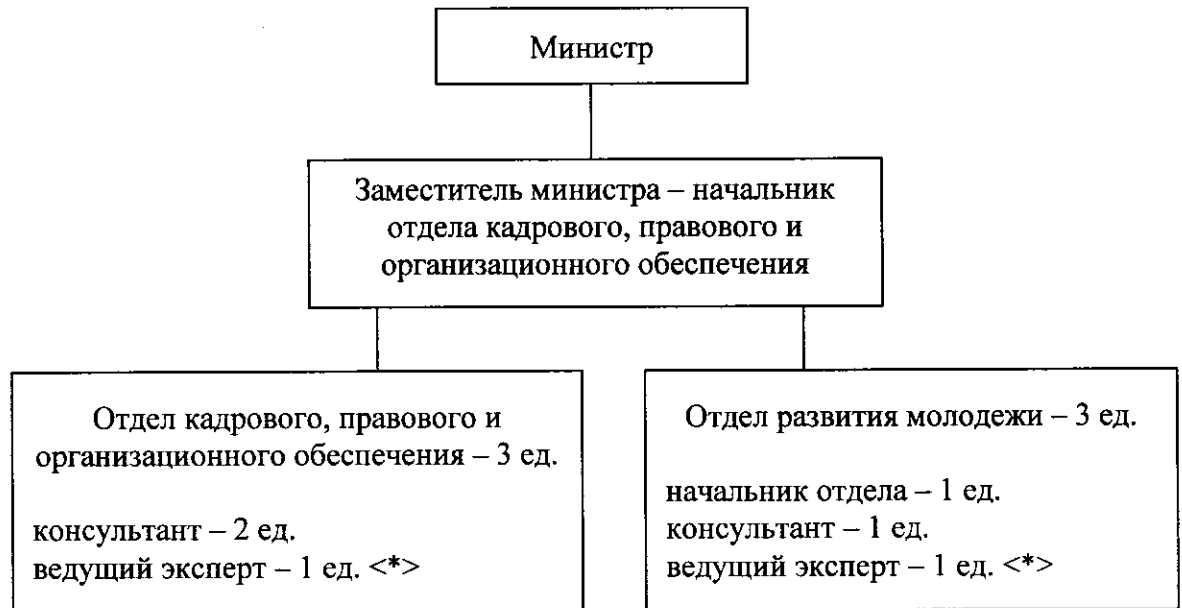 Министр
Заместитель министра – начальник
отдела кадрового, правового и
организационного обеспечения
Отдел кадрового, правового и
организационного обеспечения – 3 ед.
консультант – 2 ед.
ведущий эксперт – 1 ед. <*>
Отдел развития молодежи – 3 ед.
начальник отдела – 1 ед.
консультант – 1 ед.
ведущий эксперт – 1 ед. <*>